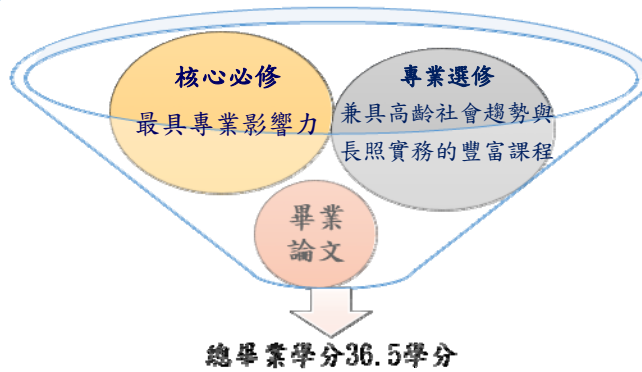 核心必修
最具專業影響力
專業選修
兼具高齡社會趨勢與
長照實務的豐富課程
畢業
論文
總畢業學分36.5學分